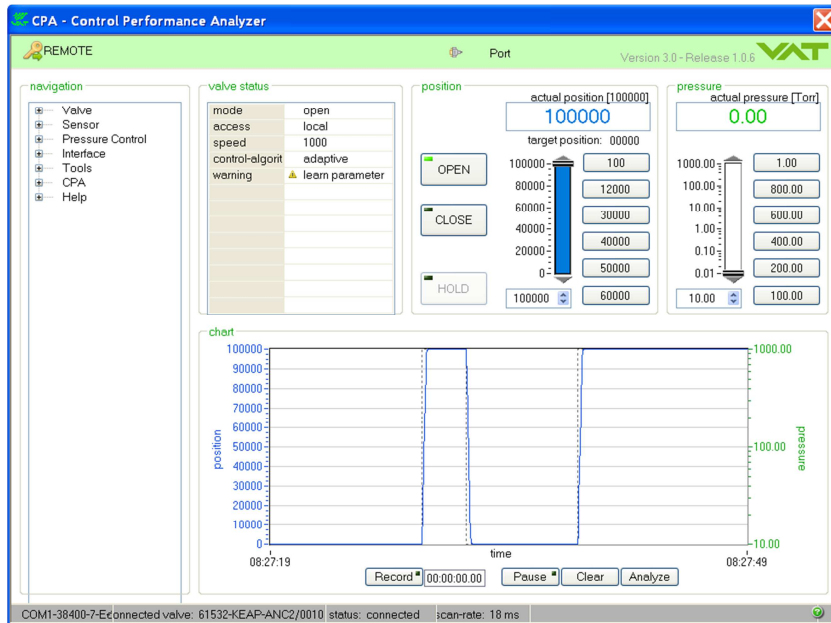 CPA - Control Performance Analyzer
REMOTE
Port
Version 3.0 - Release 1.0.6
VAT
navigation
Valve
Sensor
Pressure Control
Interface
Tools
CPA
Help
valve status
mode open
access local
speed 1000
control-algorit adaptive
warning learn parameter
position
actual position [100000]
100000
target position: 00000
OPEN
CLOSE
HOLD
100000
80000
60000
40000
20000
0
100000
100
12000
30000
40000
50000
60000
pressure
actual pressure [Torr]
0.00
1000.00
100.00
10.00
1.00
0.10
0.01
10.00
1.00
800.00
600.00
400.00
200.00
100.00
chart
position
100000
90000
80000
70000
60000
50000
40000
30000
20000
10000
0
1000.00
100.00
10.00
pressure
08:27:19
time
08:27:49
Record 00:00:00.00 Pause Clear Analyze
COM1-38400-7-E connected valve: 61532-KEAP-ANC2/0010 status: connected scan-rate: 18 ms